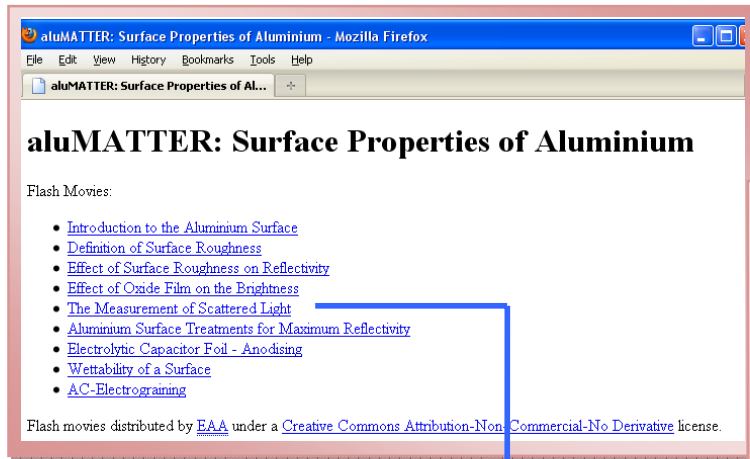 aluMATTER: Surface Properties of Aluminium - Mozilla Firefox
File Edit View History Bookmarks Tools Help
aluMATTER: Surface Properties of Al...
aluMATTER: Surface Properties of Aluminium
Flash Movies:
• Introduction to the Aluminium Surface
• Definition of Surface Roughness
• Effect of Surface Roughness on Reflectivity
• Effect of Oxide Film on the Brightness
• The Measurement of Scattered Light
• Aluminium Surface Treatments for Maximum Reflectivity
• Electrolytic Capacitor Foil - Anodising
• Wettability of a Surface
• AC-Electrograining
Flash movies distributed by EAA under a Creative Commons Attribution-Non-Commercial-No Derivative license.